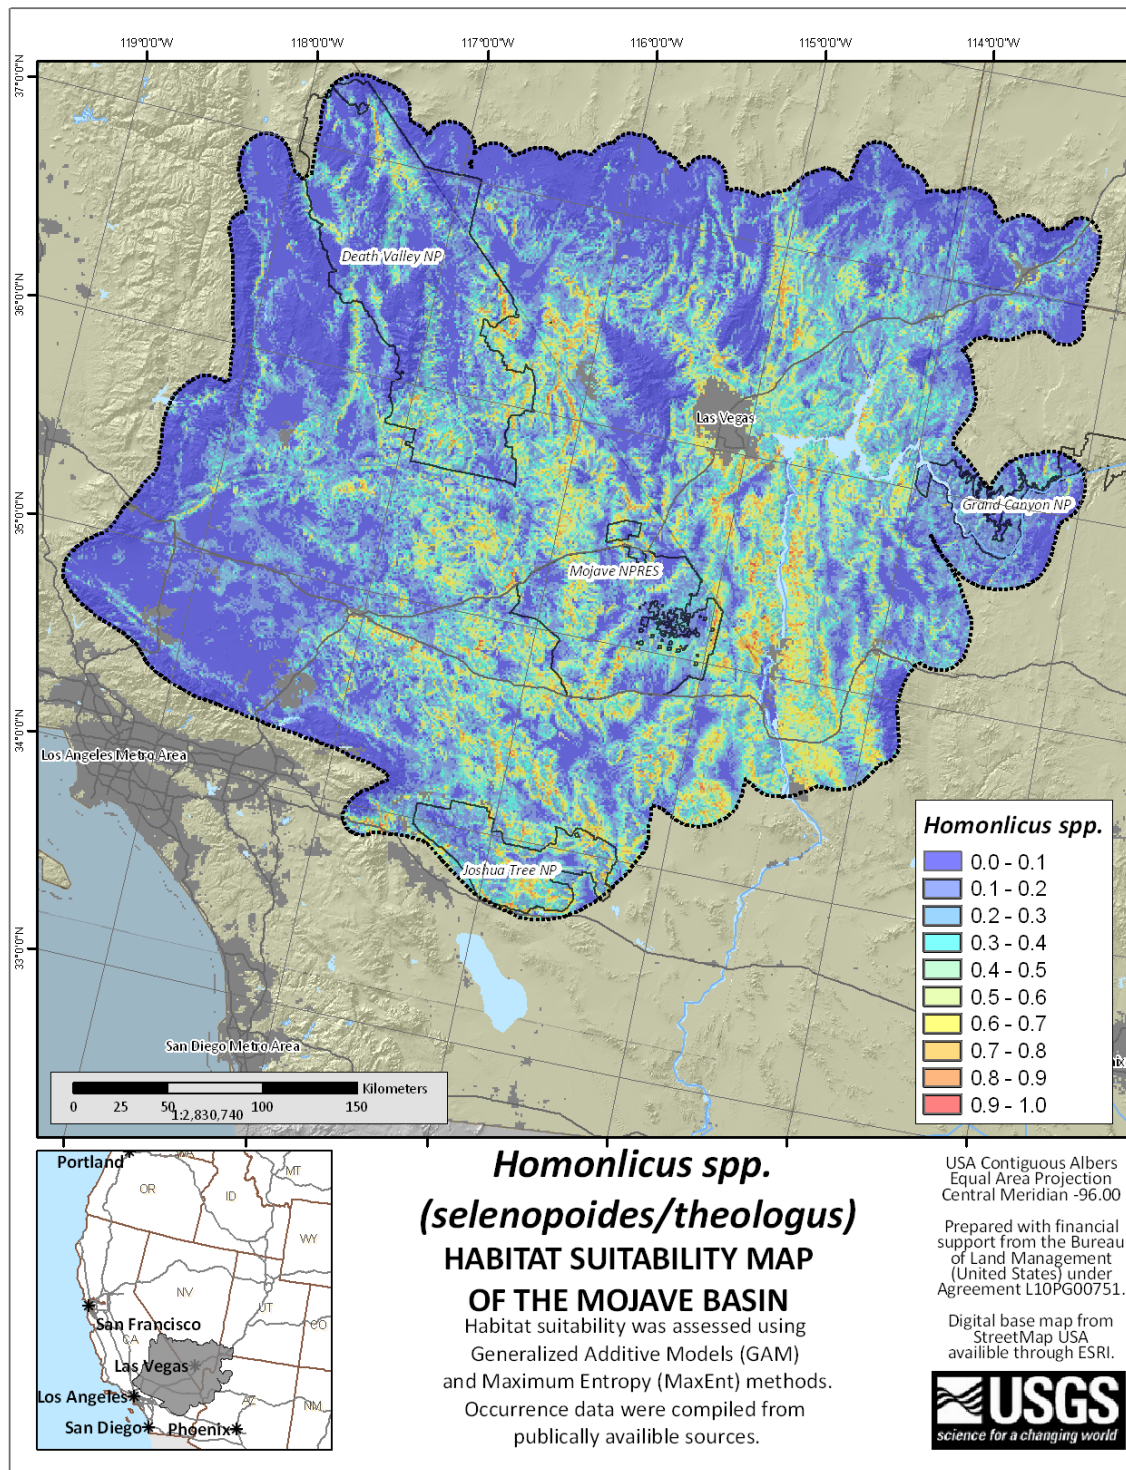 119°0'0"W 118°0'0"W 117°0'0"W 116°0'0"W 115°0'0"W 114°0'0"W
37°0'0"N
36°0'0"N
35°0'0"N
34°0'0"N
33°0'0"N
Death Valley NP
Las Vegas
Grand Canyon NP
Mojave NPRES
Los Angeles Metro Area
Joshua Tree NP
San Diego Metro Area
Homonlicus spp.
0.0 - 0.1
0.1 - 0.2
0.2 - 0.3
0.3 - 0.4
0.4 - 0.5
0.5 - 0.6
0.6 - 0.7
0.7 - 0.8
0.8 - 0.9
0.9 - 1.0
Kilometers
0 25 50 100 150
1:2,830,740
Portland
WA
MT
OR
ID
WY
NV
UT
CO
San Francisco
CA
Las Vegas
Los Angeles
AZ
NM
San Diego
Phoenix
Homonlicus spp.
(selenopoides/theologus)
HABITAT SUITABILITY MAP
OF THE MOJAVE BASIN
Habitat suitability was assessed using
Generalized Additive Models (GAM)
and Maximum Entropy (MaxEnt) methods.
Occurrence data were compiled from
publically availible sources.
USA Contiguous Albers
Equal Area Projection
Central Meridian -96.00
Prepared with financial
support from the Bureau
of Land Management
(United States) under
Agreement L10PG00751.
Digital base map from
StreetMap USA
availible through ESRI.
USGS
science for a changing world